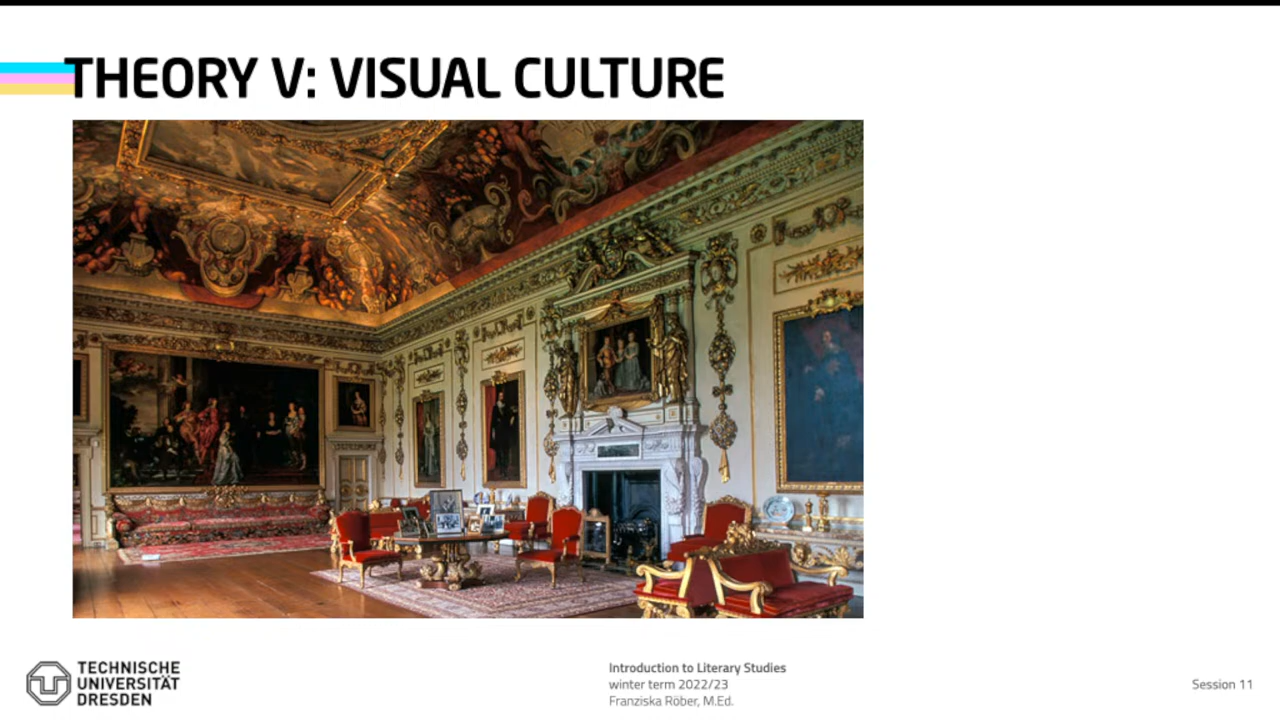 THEORY V: VISUAL CULTURE
TECHNISCHE
UNIVERSITÄT
DRESDEN
Introduction to Literary Studies
winter term 2022/23
Franziska Röber, M.Ed.
Session 11